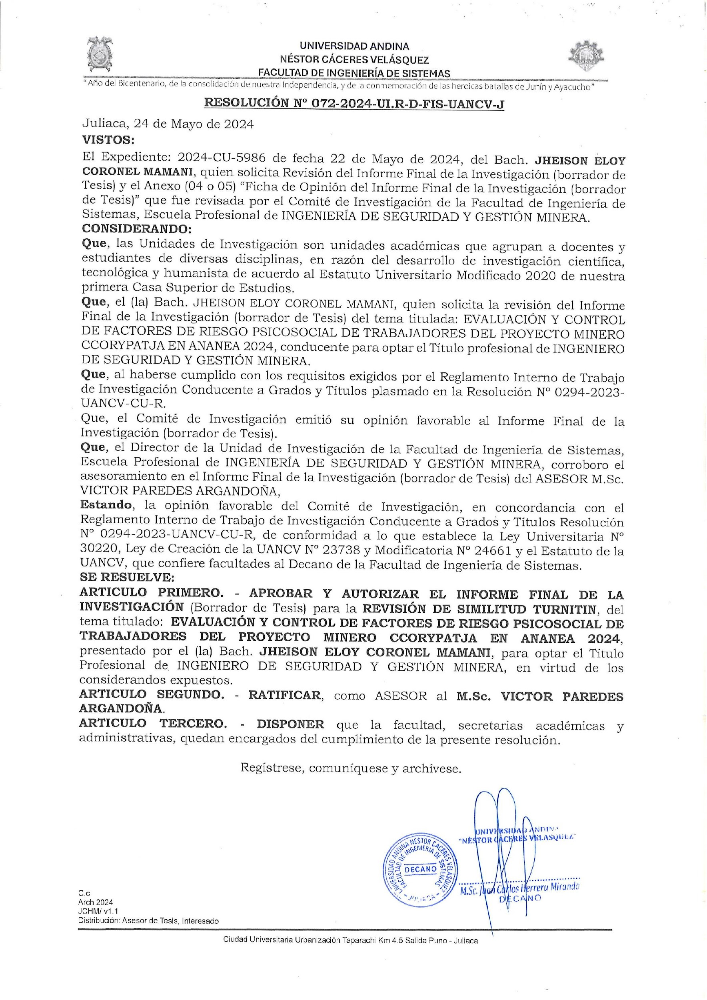 UNIVERSIDAD ANDINA
NÉSTOR CÁCERES VELÁSQUEZ
FACULTAD DE INGENIERÍA DE SISTEMAS
"Año del Bicentenario, de la consolidación de nuestra Independencia, y de la conmemoración de las heroicas batallas de Junín y Ayacucho"
RESOLUCIÓN Nº 072-2024-UI.R-D-FIS-UANCV-J
Juliaca, 24 de Mayo de 2024
VISTOS:
El Expediente: 2024-CU-5986 de fecha 22 de Mayo de 2024, del Bach. JHEISON ELOY
CORONEL MAMANI, quien solicita Revisión del Informe Final de la Investigación (borrador de
Tesis) y el Anexo (04 o 05) "Ficha de Opinión del Informe Final de la Investigación (borrador
de Tesis)" que fue revisada por el Comité de Investigación de la Facultad de Ingeniería de
Sistemas, Escuela Profesional de INGENIERÍA DE SEGURIDAD Y GESTIÓN MINERA.
CONSIDERANDO:
Que, las Unidades de Investigación son unidades académicas que agrupan a docentes y
estudiantes de diversas disciplinas, en razón del desarrollo de investigación científica,
tecnológica y humanista de acuerdo al Estatuto Universitario Modificado 2020 de nuestra
primera Casa Superior de Estudios.
Que, el (la) Bach. JHEISON ELOY CORONEL MAMANI, quien solicita la revisión del Informe
Final de la Investigación (borrador de Tesis) del tema titulada: EVALUACIÓN Y CONTROL
DE FACTORES DE RIESGO PSICOSOCIAL DE TRABAJADORES DEL PROYECTO MINERO
CCORYPATJA EN ANANEA 2024, conducente para optar el Título profesional de INGENIERO
DE SEGURIDAD Y GESTIÓN MINERA.
Que, al haberse cumplido con los requisitos exigidos por el Reglamento Interno de Trabajo
de Investigación Conducente a Grados y Títulos plasmado en la Resolución Nº 0294-2023-
UANCV-CU-R.
Que, el Comité de Investigación emitió su opinión favorable al Informe Final de la
Investigación (borrador de Tesis).
Que, el Director de la Unidad de Investigación de la Facultad de Ingeniería de Sistemas,
Escuela Profesional de INGENIERÍA DE SEGURIDAD Y GESTIÓN MINERA, corroboro el
asesoramiento en el Informe Final de la Investigación (borrador de Tesis) del ASESOR M.Sc.
VICTOR PAREDES ARGANDOÑA,
Estando, la opinión favorable del Comité de Investigación, en concordancia con el
Reglamento Interno de Trabajo de Investigación Conducente a Grados y Títulos Resolución
Nº 0294-2023-UANCV-CU-R, de conformidad a lo que establece la Ley Universitaria Nº
30220, Ley de Creación de la UANCV Nº 23738 y Modificatoria Nº 24661 y el Estatuto de la
UANCV, que confiere facultades al Decano de la Facultad de Ingeniería de Sistemas.
SE RESUELVE:
ARTICULO PRIMERO. - APROBAR Y AUTORIZAR EL INFORME FINAL DE LA
INVESTIGACIÓN (Borrador de Tesis) para la REVISIÓN DE SIMILITUD TURNITIN, del
tema titulado: EVALUACIÓN Y CONTROL DE FACTORES DE RIESGO PSICOSOCIAL DE
TRABAJADORES DEL PROYECTO MINERO CCORYPATJA EN ANANEA 2024,
presentado por el (la) Bach. JHEISON ELOY CORONEL MAMANI, para optar el Título
Profesional de INGENIERO DE SEGURIDAD Y GESTIÓN MINERA, en virtud de los
considerandos expuestos.
ARTICULO SEGUNDO. - RATIFICAR, como ASESOR al M.Sc. VICTOR PAREDES
ARGANDOÑA.
ARTICULO TERCERO. - DISPONER que la facultad, secretarias académicas y
administrativas, quedan encargados del cumplimiento de la presente resolución.
Regístrese, comuníquese y archívese.
UNIVERSIDAD ANDINA
"NÉSTOR CÁCERES VELASQUEZ"
UNIVERSIDAD ANDINA NESTOR CACERES VELASQUEZ
FACULTAD DE INGENIERIA DE SISTEMAS
DECANO
- JULIACA -
M.Sc. Juan Carlos Herrera Miranda
DECANO
C.c
Arch 2024
JCHM/ v1.1
Distribución: Asesor de Tesis, Interesado
Ciudad Universitaria Urbanización Taparachi Km 4.5 Salida Puno - Juliaca